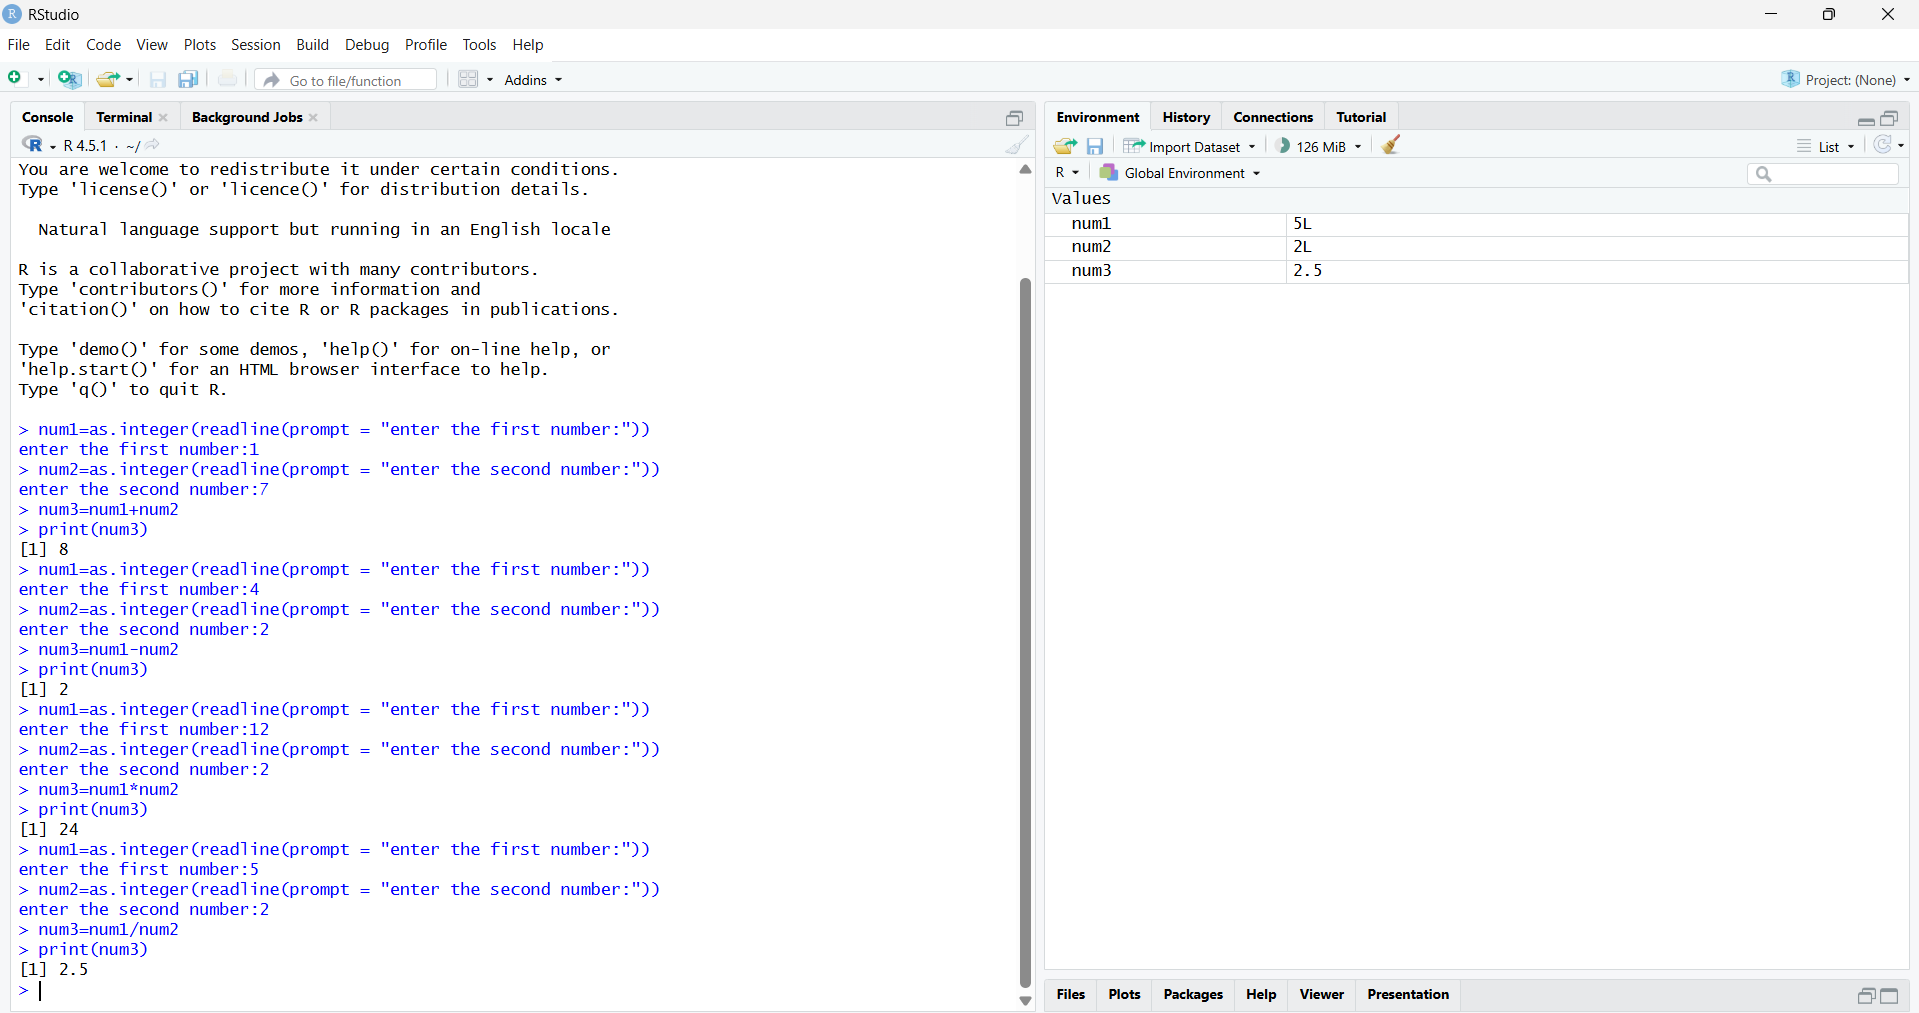 RStudio
File Edit Code View Plots Session Build Debug Profile Tools Help
Go to file/function Addins Project: (None)
Console Terminal Background Jobs
R 4.5.1 · ~/
You are welcome to redistribute it under certain conditions.
Type 'license()' or 'licence()' for distribution details.
Natural language support but running in an English locale
R is a collaborative project with many contributors.
Type 'contributors()' for more information and
'citation()' on how to cite R or R packages in publications.
Type 'demo()' for some demos, 'help()' for on-line help, or
'help.start()' for an HTML browser interface to help.
Type 'q()' to quit R.
> num1=as.integer(readline(prompt = "enter the first number:"))
enter the first number:1
> num2=as.integer(readline(prompt = "enter the second number:"))
enter the second number:7
> num3=num1+num2
> print(num3)
[1] 8
> num1=as.integer(readline(prompt = "enter the first number:"))
enter the first number:4
> num2=as.integer(readline(prompt = "enter the second number:"))
enter the second number:2
> num3=num1-num2
> print(num3)
[1] 2
> num1=as.integer(readline(prompt = "enter the first number:"))
enter the first number:12
> num2=as.integer(readline(prompt = "enter the second number:"))
enter the second number:2
> num3=num1*num2
> print(num3)
[1] 24
> num1=as.integer(readline(prompt = "enter the first number:"))
enter the first number:5
> num2=as.integer(readline(prompt = "enter the second number:"))
enter the second number:2
> num3=num1/num2
> print(num3)
[1] 2.5
>
Environment History Connections Tutorial
Import Dataset 126 MiB List
R Global Environment
Values
num1 5L
num2 2L
num3 2.5
Files Plots Packages Help Viewer Presentation